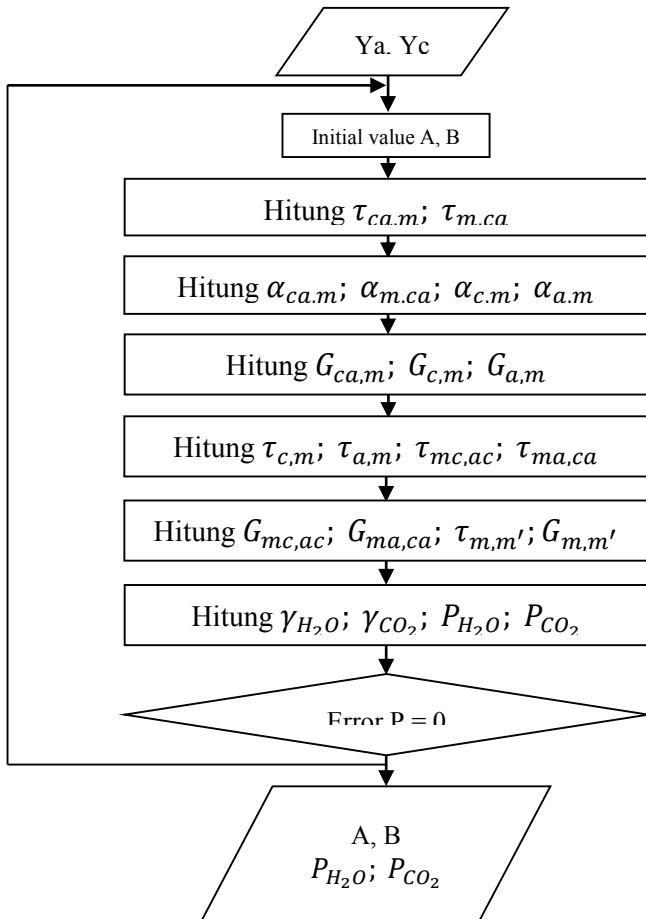 Ya. Yc
Initial value A, B
Hitung τ_{ca.m}; τ_{m.ca}
Hitung α_{ca.m}; α_{m.ca}; α_{c.m}; α_{a.m}
Hitung G_{ca,m}; G_{c,m}; G_{a,m}
Hitung τ_{c,m}; τ_{a,m}; τ_{mc,ac}; τ_{ma,ca}
Hitung G_{mc,ac}; G_{ma,ca}; τ_{m,m′}; G_{m,m′}
Hitung γ_{H₂O}; γ_{CO₂}; P_{H₂O}; P_{CO₂}
Error P = 0
A, B
P_{H₂O}; P_{CO₂}